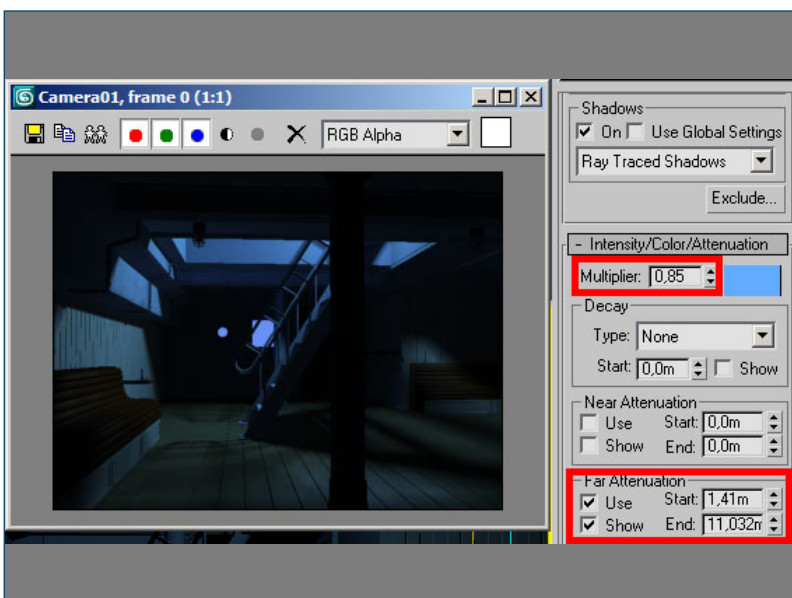 Camera01, frame 0 (1:1)
RGB Alpha
Shadows
On Use Global Settings
Ray Traced Shadows
Exclude...
- Intensity/Color/Attenuation
Multiplier: 0,85
Decay
Type: None
Start: 0,0m Show
Near Attenuation
Use Start: 0,0m
Show End: 0,0m
Far Attenuation
Use Start: 1,41m
Show End: 11,032m